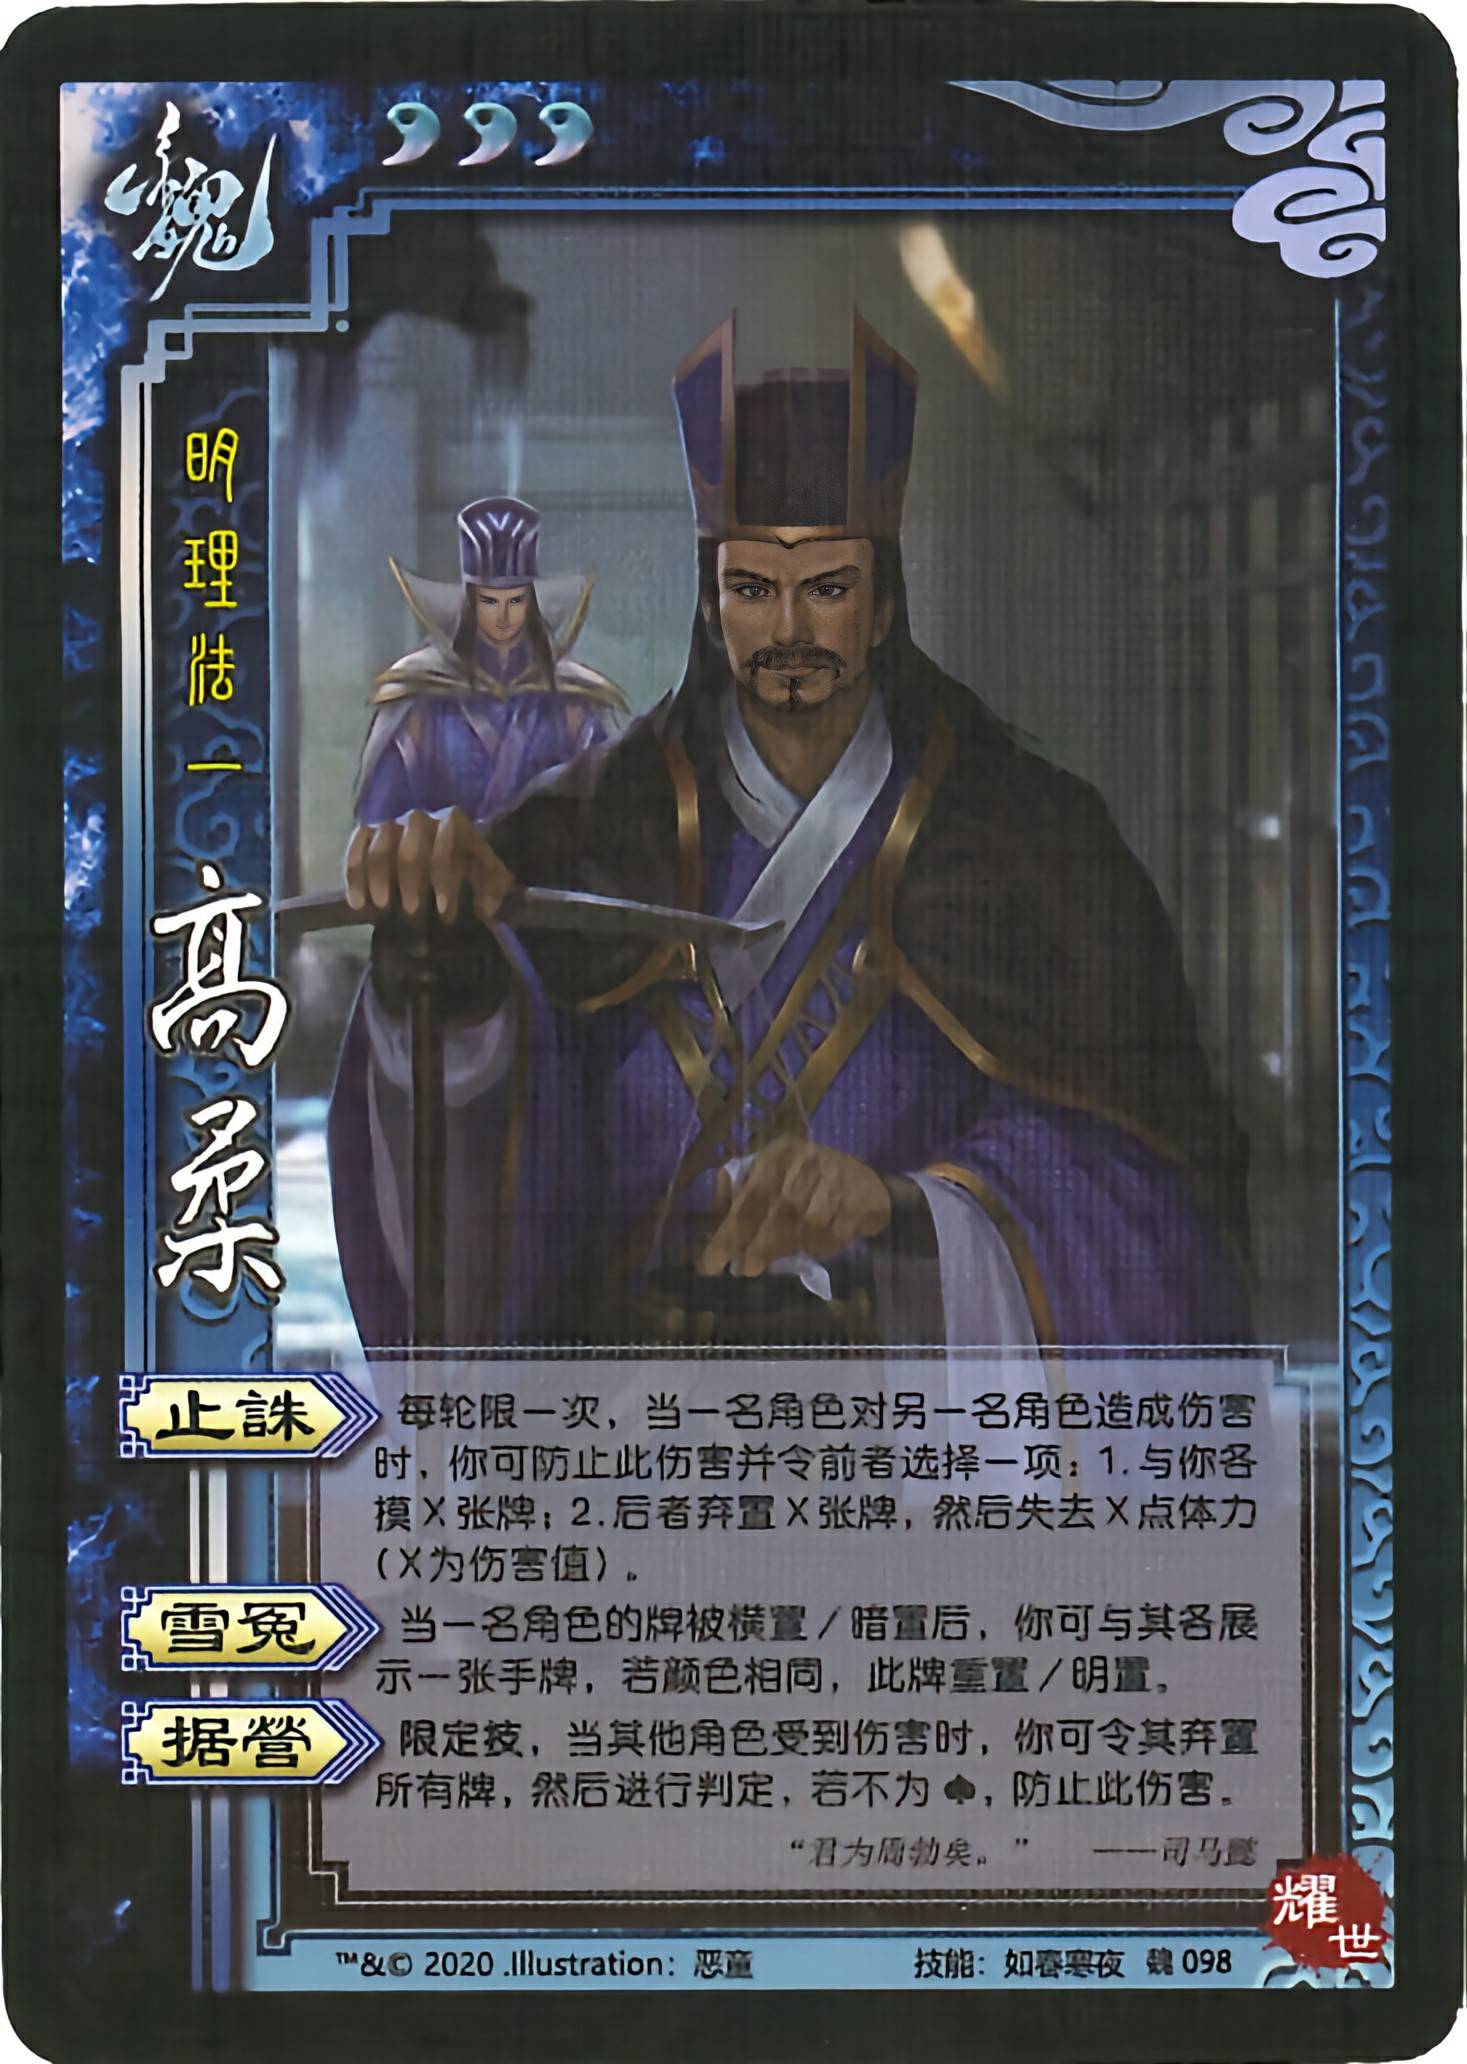 魏
明理法一
高柔
止誅
每轮限一次，当一名角色对另一名角色造成伤害
时，你可防止此伤害并令前者选择一项：1.与你各
摸X张牌；2.后者弃置X张牌，然后失去X点体力
(X为伤害值)。
雪冤
当一名角色的牌被横置/暗置后，你可与其各展
示一张手牌，若颜色相同，此牌重置/明置。
据營
限定技，当其他角色受到伤害时，你可令其弃置
所有牌，然后进行判定，若不为♠，防止此伤害。
“君为周勃矣。” ——司马懿
耀世
™&© 2020 .Illustration：恶童 技能：如春寒夜 魏 098